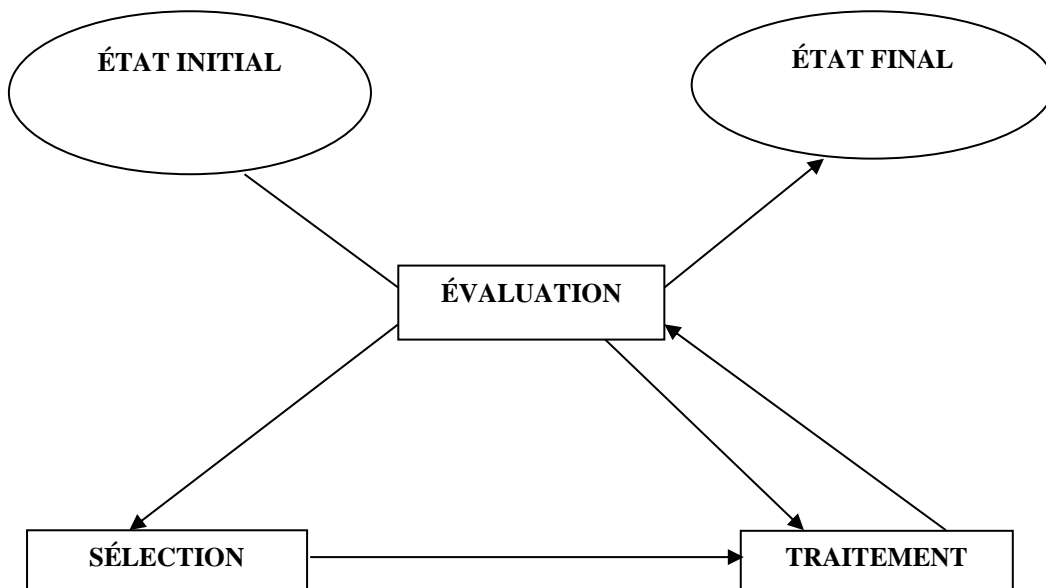 ÉTAT INITIAL
ÉTAT FINAL
ÉVALUATION
SÉLECTION
TRAITEMENT